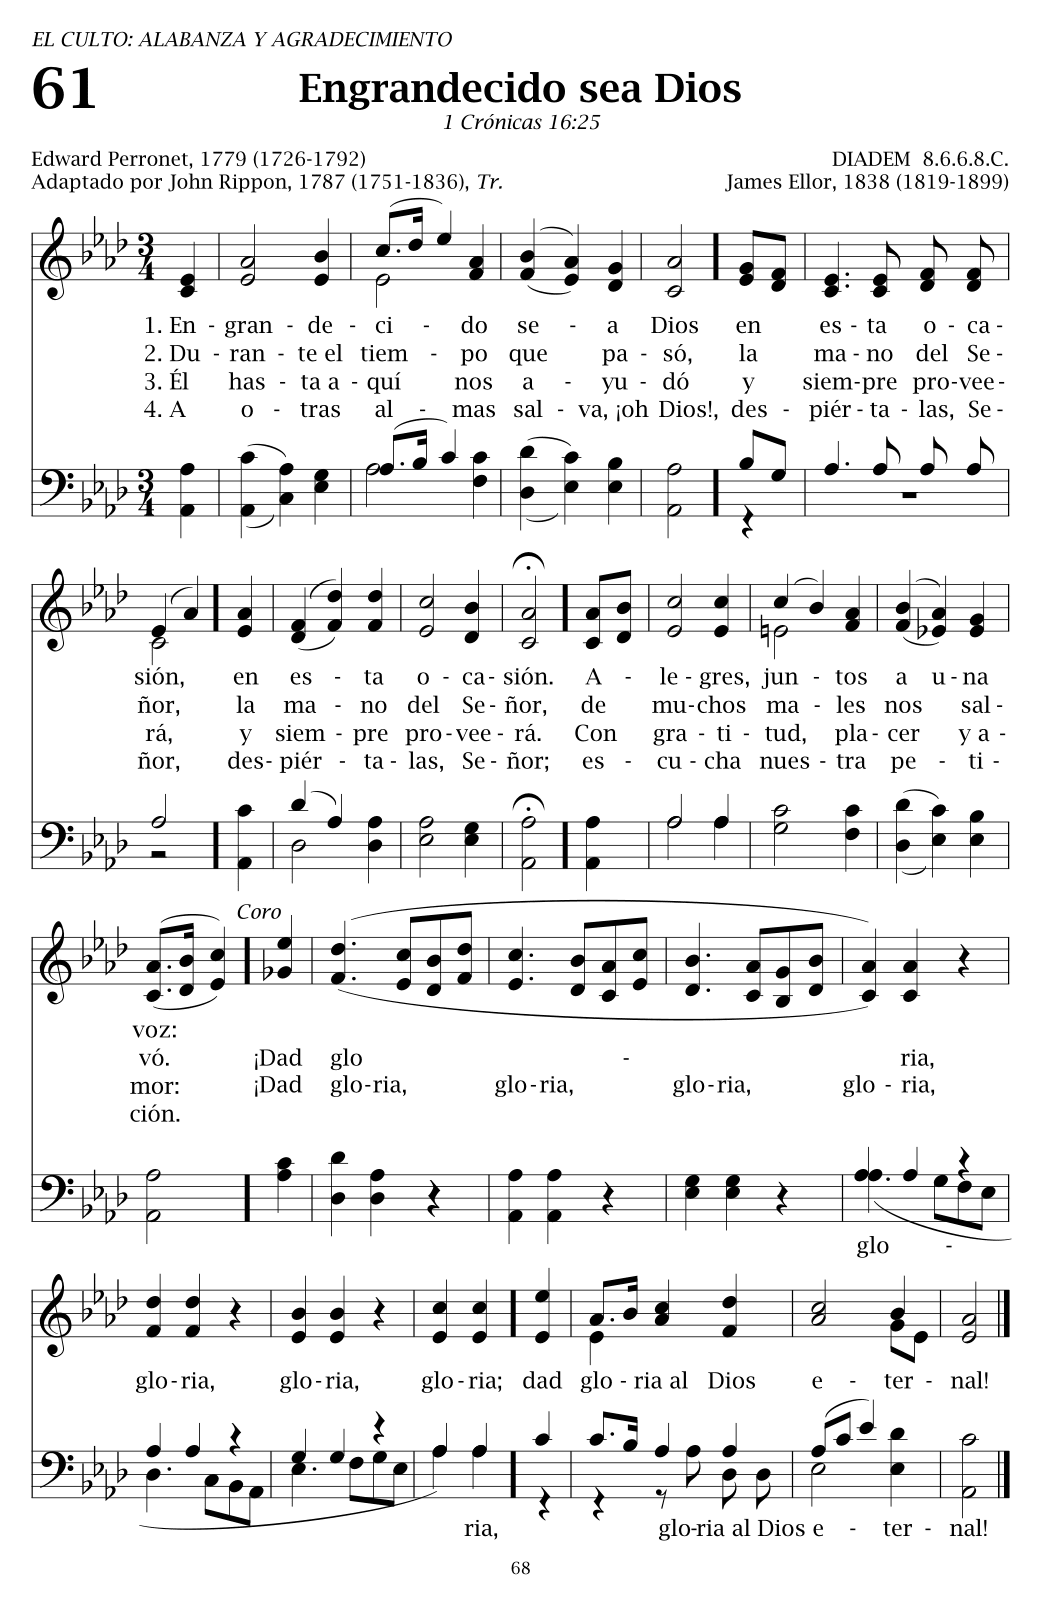 EL CULTO: ALABANZA Y AGRADECIMIENTO
61 Engrandecido sea Dios
1 Crónicas 16:25
Edward Perronet, 1779 (1726-1792) DIADEM 8.6.6.8.C.
Adaptado por John Rippon, 1787 (1751-1836), Tr. James Ellor, 1838 (1819-1899)
1. En - gran - de - ci - do se - a Dios en es - ta o - ca -
2. Du - ran - te el tiem - po que pa - só, la ma - no del Se -
3. Él has - ta a - quí nos a - yu - dó y siem - pre pro - vee -
4. A o - tras al - mas sal - va, ¡oh Dios!, des - piér - ta - las, Se -
sión, en es - ta o - ca - sión. A - le - gres, jun - tos a u - na
ñor, la ma - no del Se - ñor, de mu - chos ma - les nos sal -
rá, y siem - pre pro - vee - rá. Con gra - ti - tud, pla - cer y a -
ñor, des - piér - ta - las, Se - ñor; es - cu - cha nues - tra pe - ti -
Coro
voz:
vó. ¡Dad glo - ria,
mor: ¡Dad glo - ria, glo - ria, glo - ria, glo - ria,
ción.
glo -
glo - ria, glo - ria, glo - ria; dad glo - ria al Dios e - ter - nal!
ria, glo - ria al Dios e - ter - nal!
68